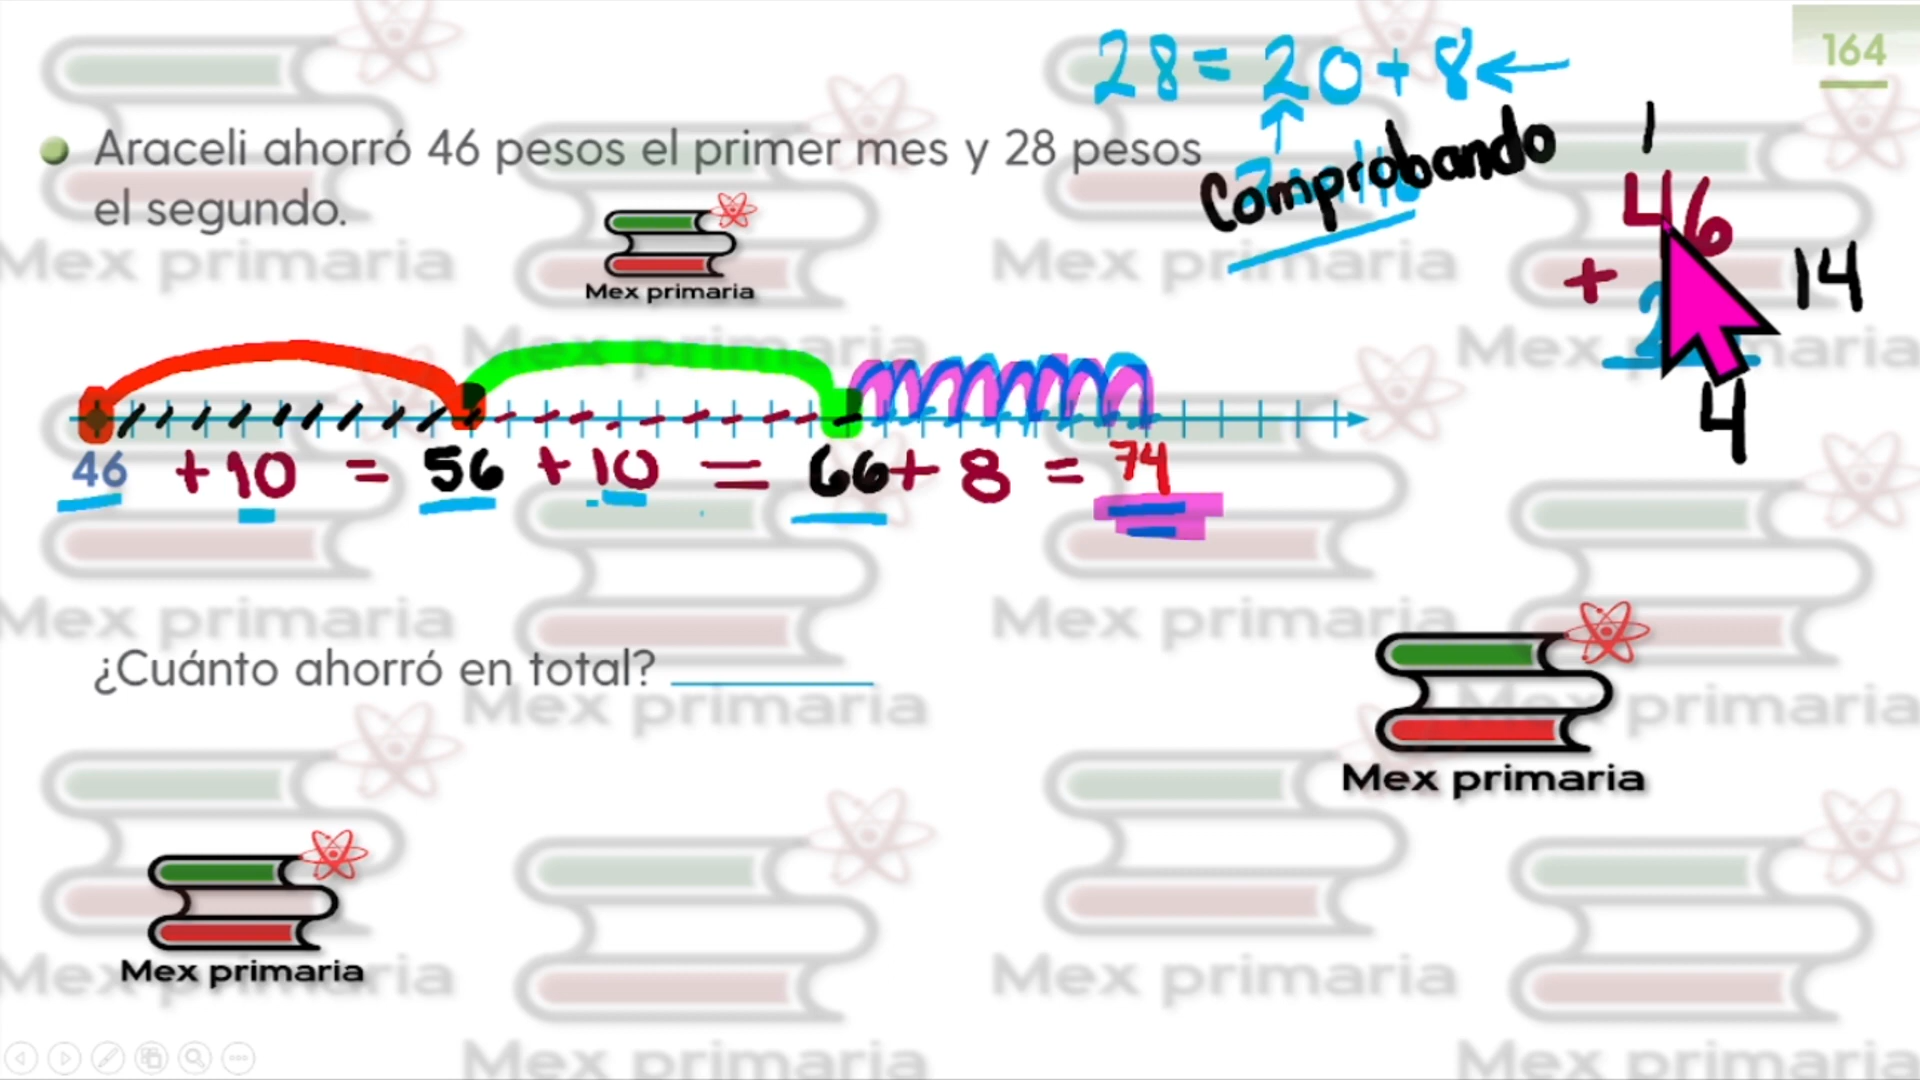 28 = 20 + 8 ←
164
Araceli ahorró 46 pesos el primer mes y 28 pesos
el segundo.
Comprobando
1
46
+ 2
14
4
Mex primaria
46 + 10 = 56 + 10 = 66 + 8 = 74
¿Cuánto ahorró en total?
Mex primaria
Mex primaria